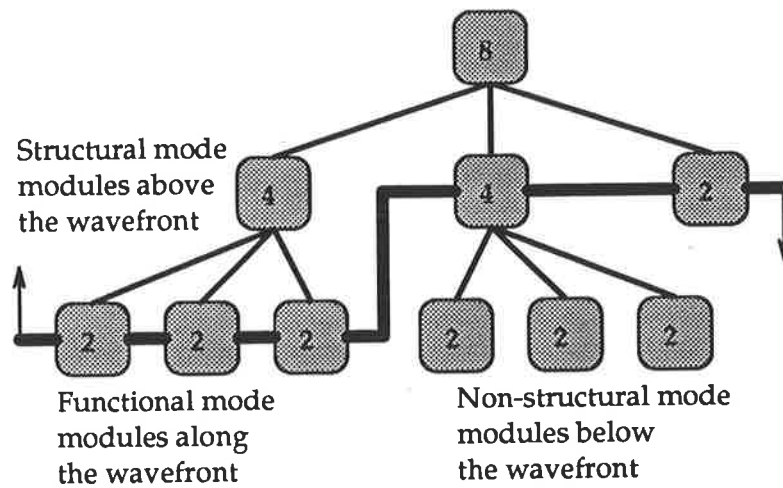 8
Structural mode
modules above
the wavefront
4
4
2
2
2
2
2
2
2
Functional mode
modules along
the wavefront
Non-structural mode
modules below
the wavefront